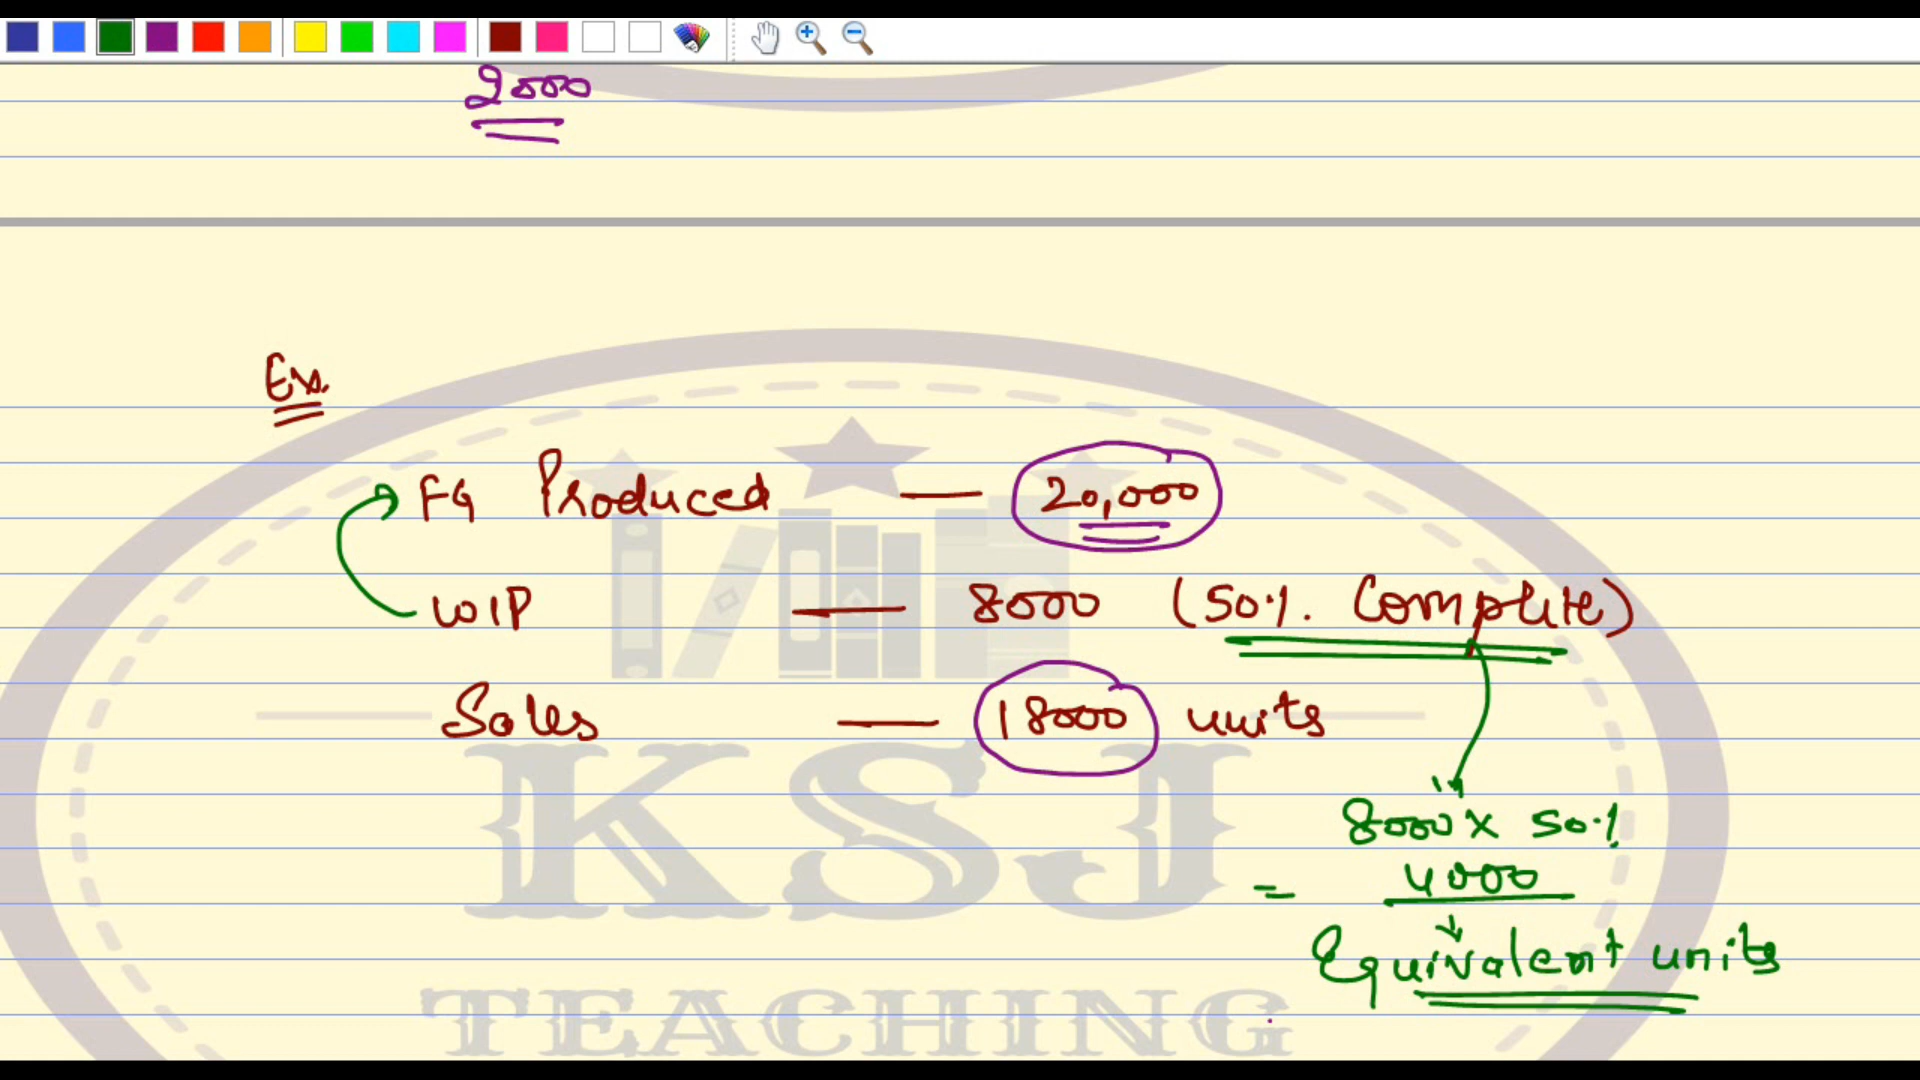 2000
Ex.
FG Produced — 20,000
WIP — 8000 (50% Complete)
Sales — 18000 units
8000 x 50%
= 4000
Equivalent units
KSJ
TEACHING